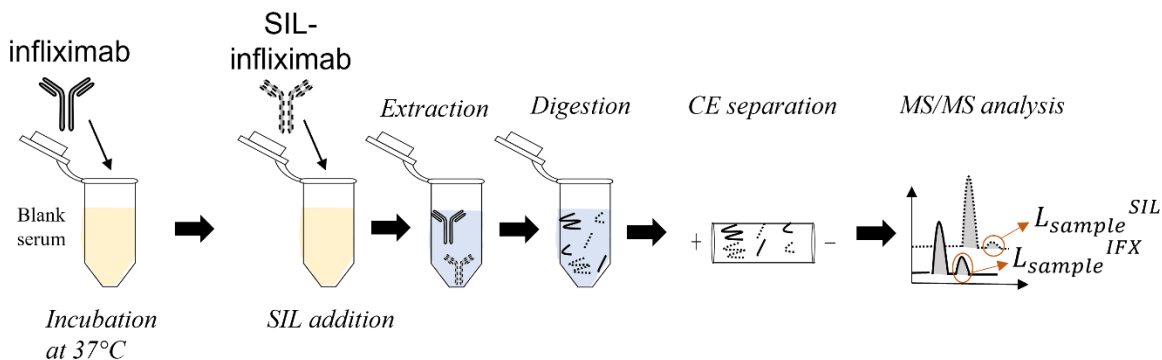 infliximab
SIL-
infliximab
Extraction
Digestion
CE separation
MS/MS analysis
Blank
serum
+
−
L_sample^SIL
L_sample^IFX
Incubation
at 37°C
SIL addition